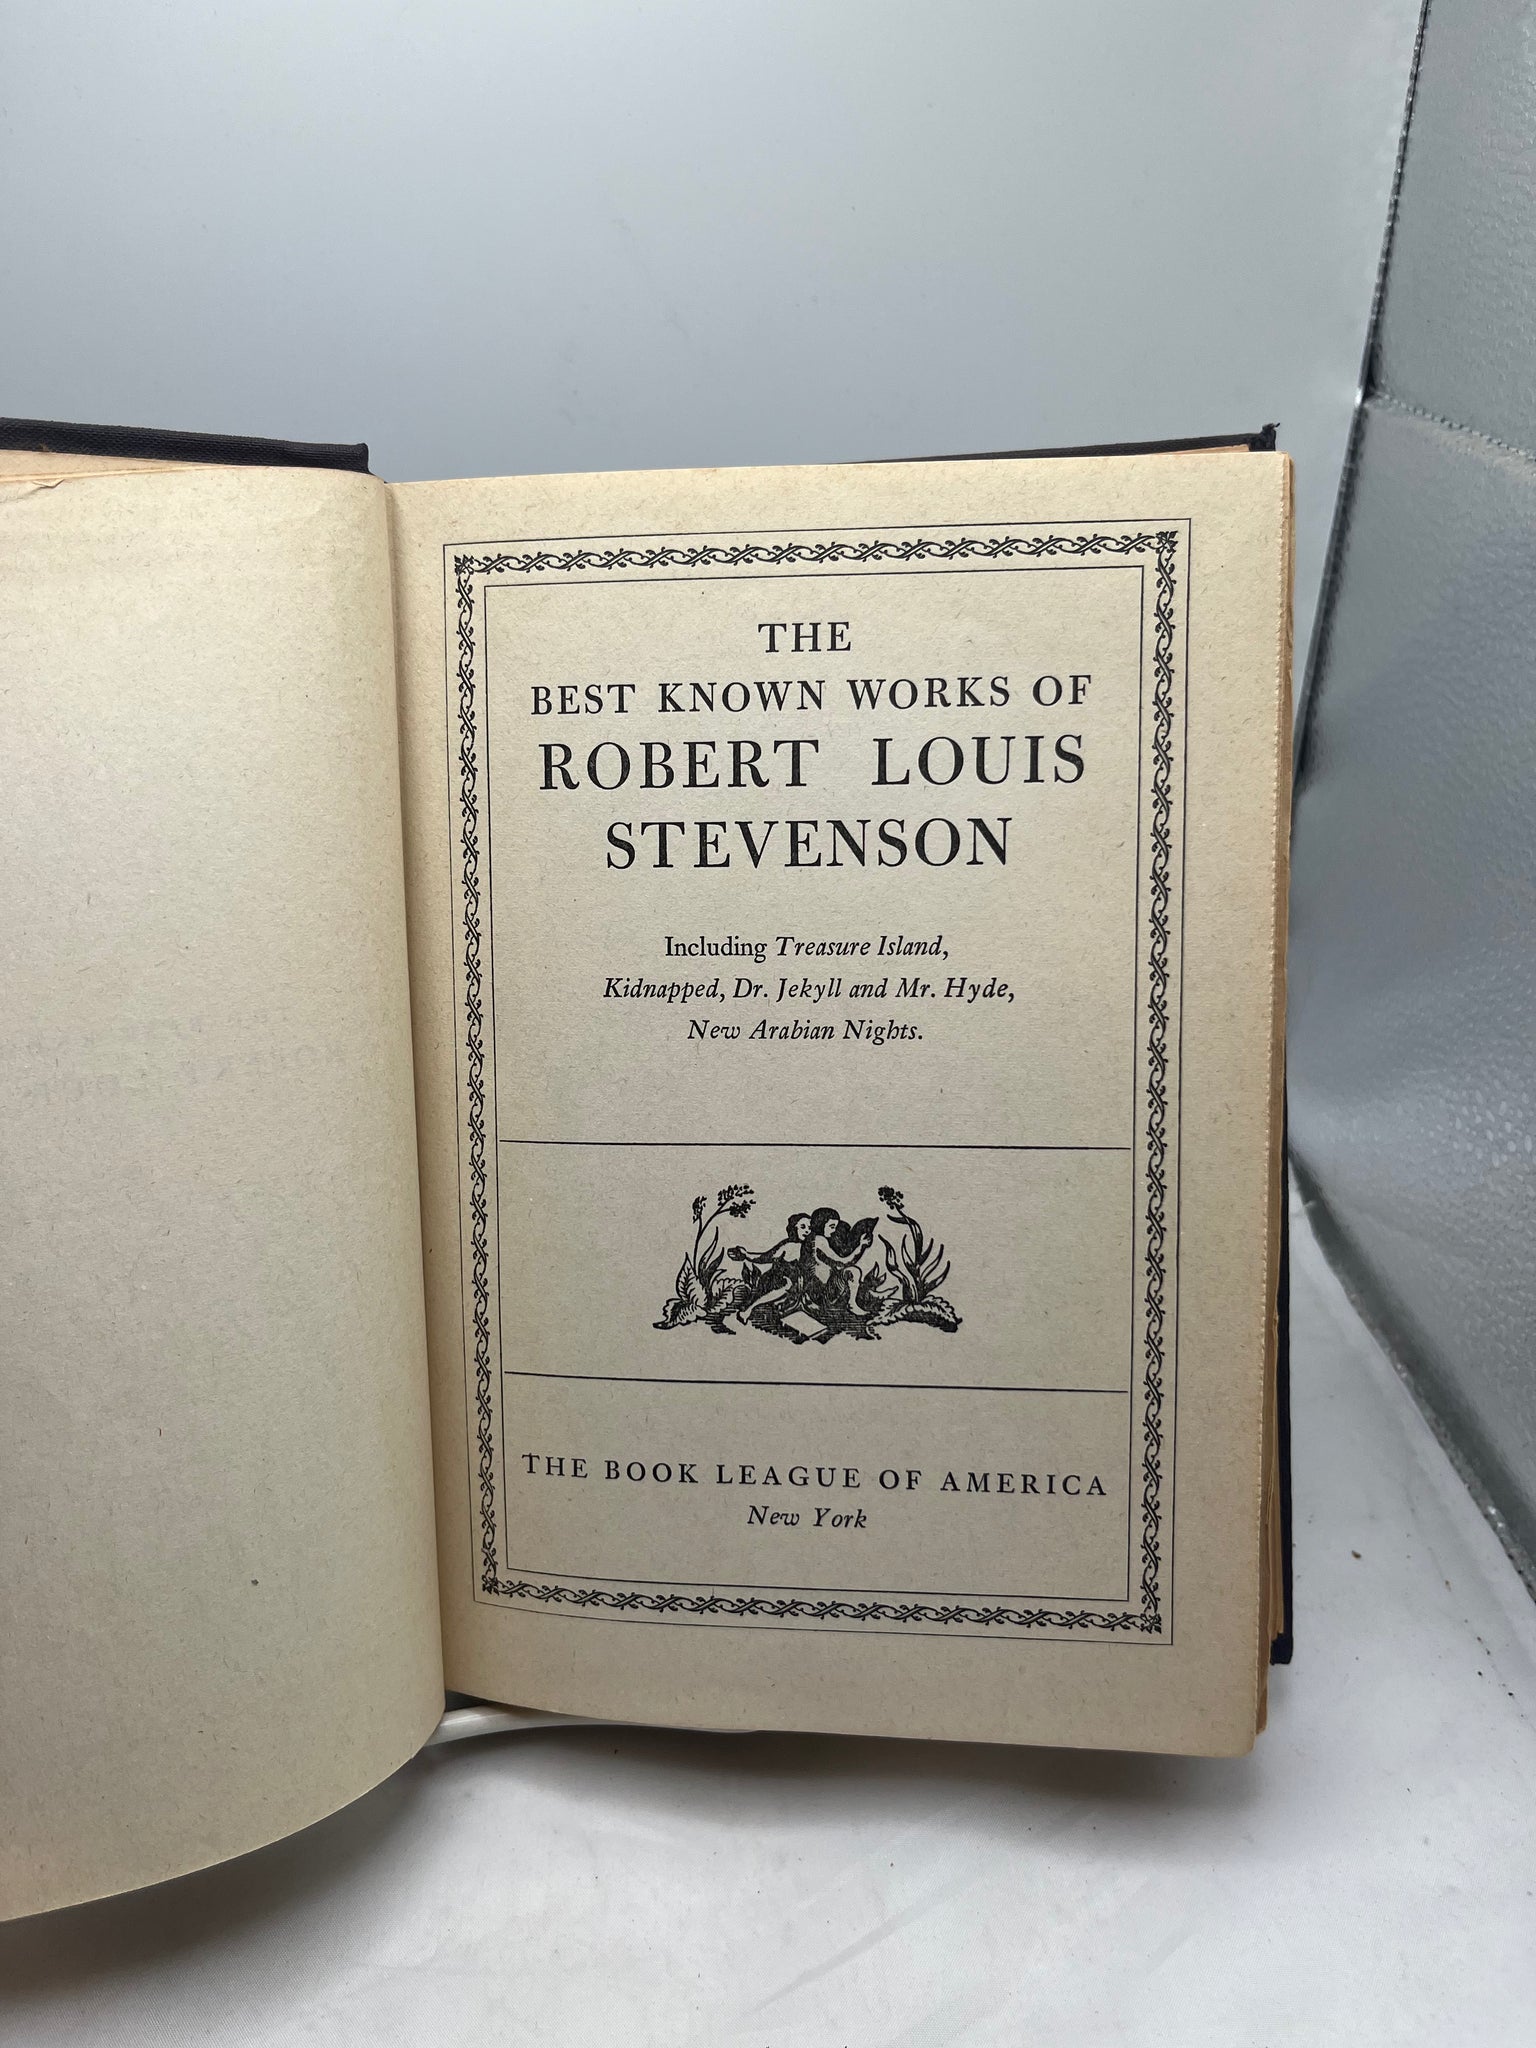 THE
BEST KNOWN WORKS OF
ROBERT LOUIS
STEVENSON
Including Treasure Island,
Kidnapped, Dr. Jekyll and Mr. Hyde,
New Arabian Nights.
THE BOOK LEAGUE OF AMERICA
New York